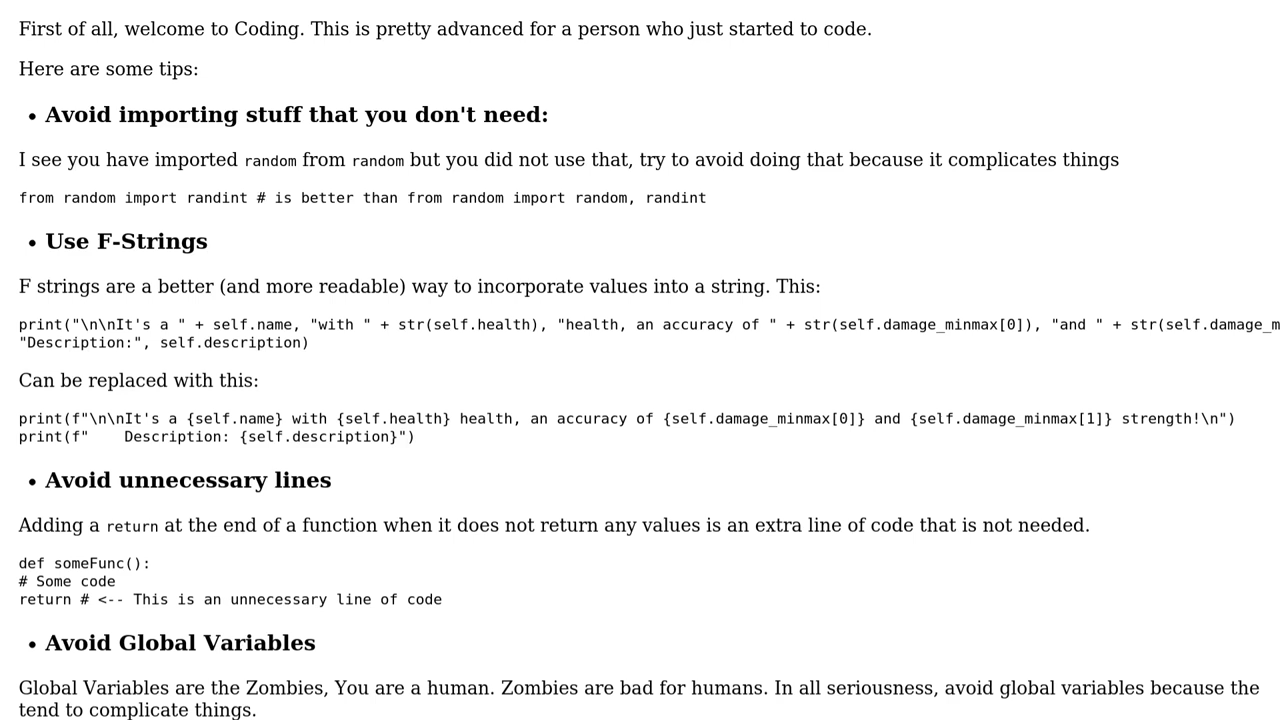 First of all, welcome to Coding. This is pretty advanced for a person who just started to code.
Here are some tips:
• Avoid importing stuff that you don't need:
I see you have imported random from random but you did not use that, try to avoid doing that because it complicates things
from random import randint # is better than from random import random, randint
• Use F-Strings
F strings are a better (and more readable) way to incorporate values into a string. This:
print("\n\nIt's a " + self.name, "with " + str(self.health), "health, an accuracy of " + str(self.damage_minmax[0]), "and " + str(self.damage_m
"Description:", self.description)
Can be replaced with this:
print(f"\n\nIt's a {self.name} with {self.health} health, an accuracy of {self.damage_minmax[0]} and {self.damage_minmax[1]} strength!\n")
print(f"    Description: {self.description}")
• Avoid unnecessary lines
Adding a return at the end of a function when it does not return any values is an extra line of code that is not needed.
def someFunc():
# Some code
return # <-- This is an unnecessary line of code
• Avoid Global Variables
Global Variables are the Zombies, You are a human. Zombies are bad for humans. In all seriousness, avoid global variables because the
tend to complicate things.